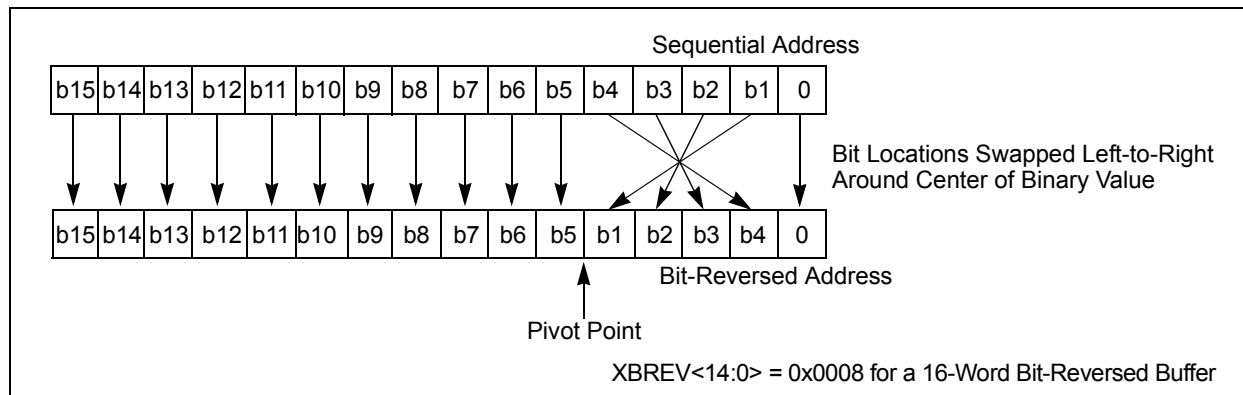 Sequential Address
b15 b14 b13 b12 b11 b10 b9 b8 b7 b6 b5 b4 b3 b2 b1 0
Bit Locations Swapped Left-to-Right
Around Center of Binary Value
b15 b14 b13 b12 b11 b10 b9 b8 b7 b6 b5 b1 b2 b3 b4 0
Bit-Reversed Address
Pivot Point
XBREV<14:0> = 0x0008 for a 16-Word Bit-Reversed Buffer